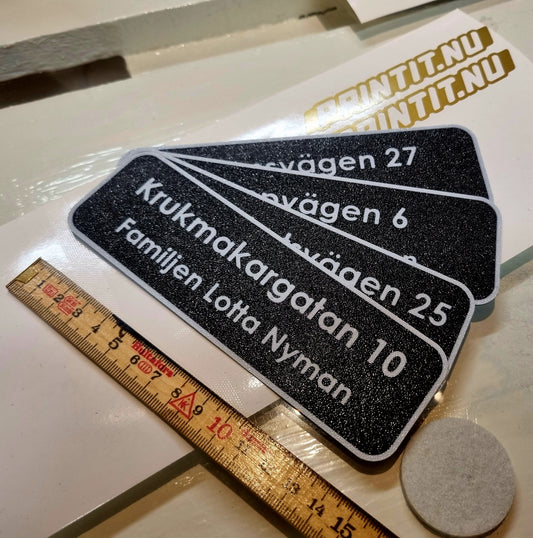 PRINTIT.NU
PRINTIT.NU
vägen 27
vägen 6
vägen 25
Krukmakargatan 10
Familjen Lotta Nyman
1 2 3 4 5 6 7 8 9 10 11 12 13 14 15